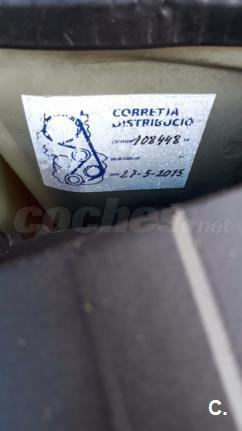 CORRETJA
DISTRIBUCIÓ
108448
27-5-2015
coches.net
C.